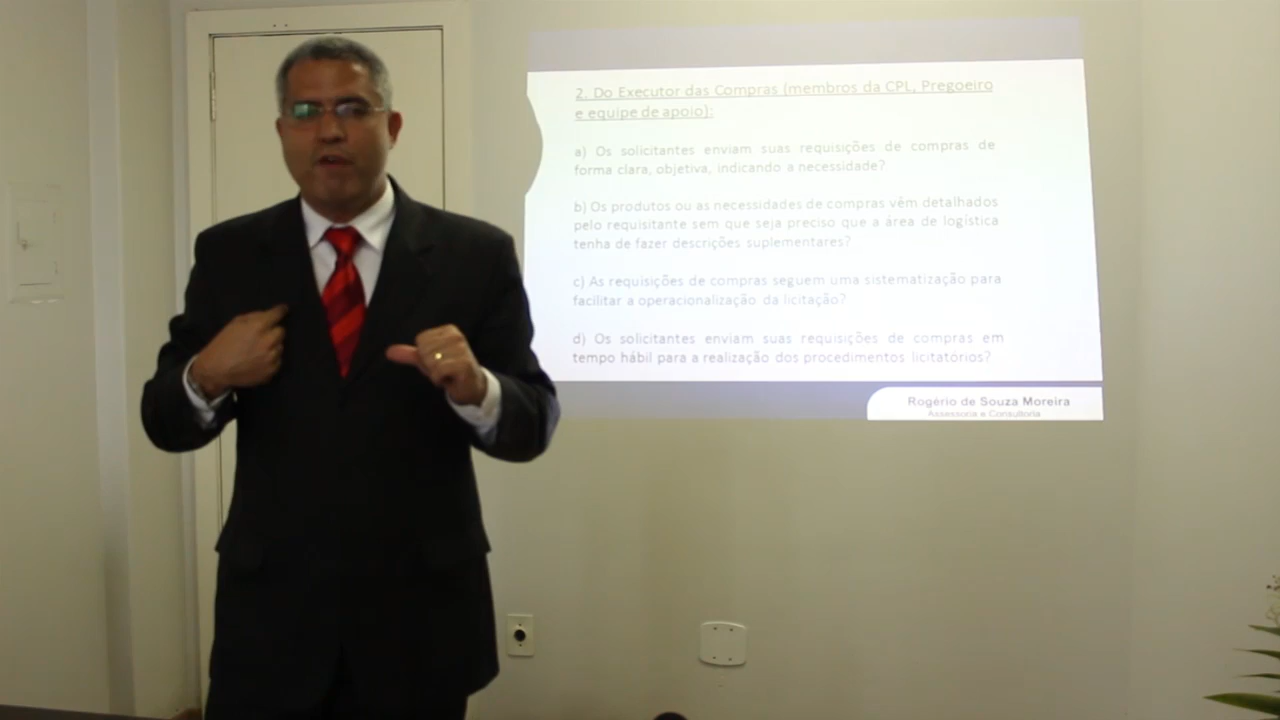 2. Do Executor das Compras (membros da CPL, Pregoeiro
e equipe de apoio):
a) Os solicitantes enviam suas requisições de compras de
forma clara, objetiva, indicando a necessidade?
b) Os produtos ou as necessidades de compras vêm detalhados
pelo requisitante sem que seja preciso que a área de logística
tenha de fazer descrições suplementares?
c) As requisições de compras seguem uma sistematização para
facilitar a operacionalização da licitação?
d) Os solicitantes enviam suas requisições de compras em
tempo hábil para a realização dos procedimentos licitatórios?
Rogério de Souza Moreira
Assessoria e Consultoria